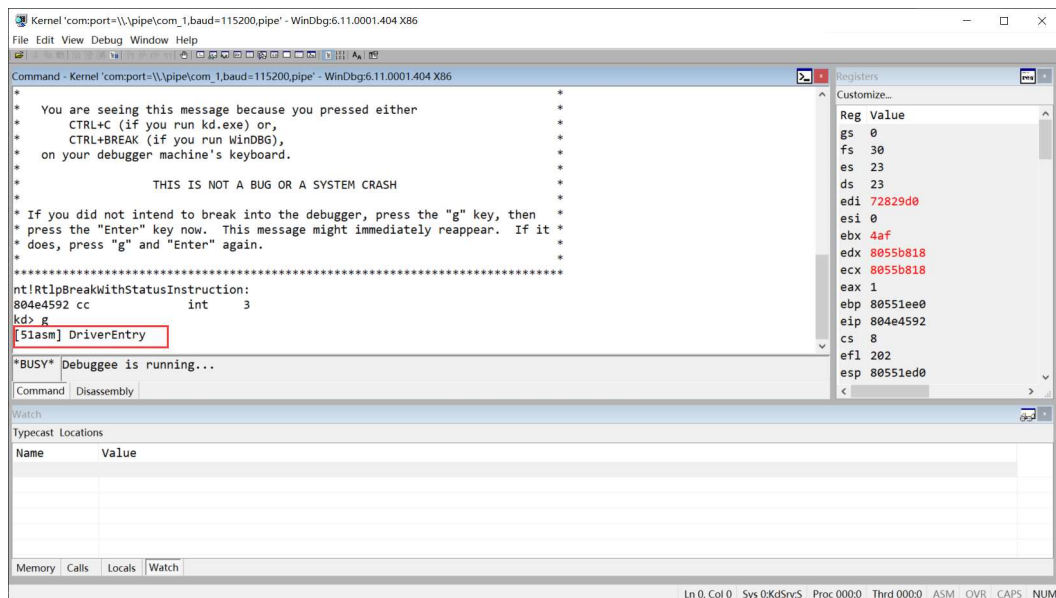 Kernel 'com:port=\\.\pipe\com_1,baud=115200,pipe' - WinDbg:6.11.0001.404 X86
File Edit View Debug Window Help
Command - Kernel 'com:port=\\.\pipe\com_1,baud=115200,pipe' - WinDbg:6.11.0001.404 X86
* *
* You are seeing this message because you pressed either *
* CTRL+C (if you run kd.exe) or, *
* CTRL+BREAK (if you run WinDBG), *
* on your debugger machine's keyboard. *
* *
* THIS IS NOT A BUG OR A SYSTEM CRASH *
* *
* If you did not intend to break into the debugger, press the "g" key, then *
* press the "Enter" key now. This message might immediately reappear. If it *
* does, press "g" and "Enter" again. *
* *
*******************************************************************************
nt!RtlpBreakWithStatusInstruction:
804e4592 cc int 3
kd> g
[51asm] DriverEntry
*BUSY* Debuggee is running...
Command Disassembly
Registers
Customize...
Reg Value
gs 0
fs 30
es 23
ds 23
edi 72829d0
esi 0
ebx 4af
edx 8055b818
ecx 8055b818
eax 1
ebp 80551ee0
eip 804e4592
cs 8
efl 202
esp 80551ed0
Watch
Typecast Locations
Name Value
Memory Calls Locals Watch
Ln 0, Col 0 Sys 0:KdSrv:S Proc 000:0 Thrd 000:0 ASM OVR CAPS NUM